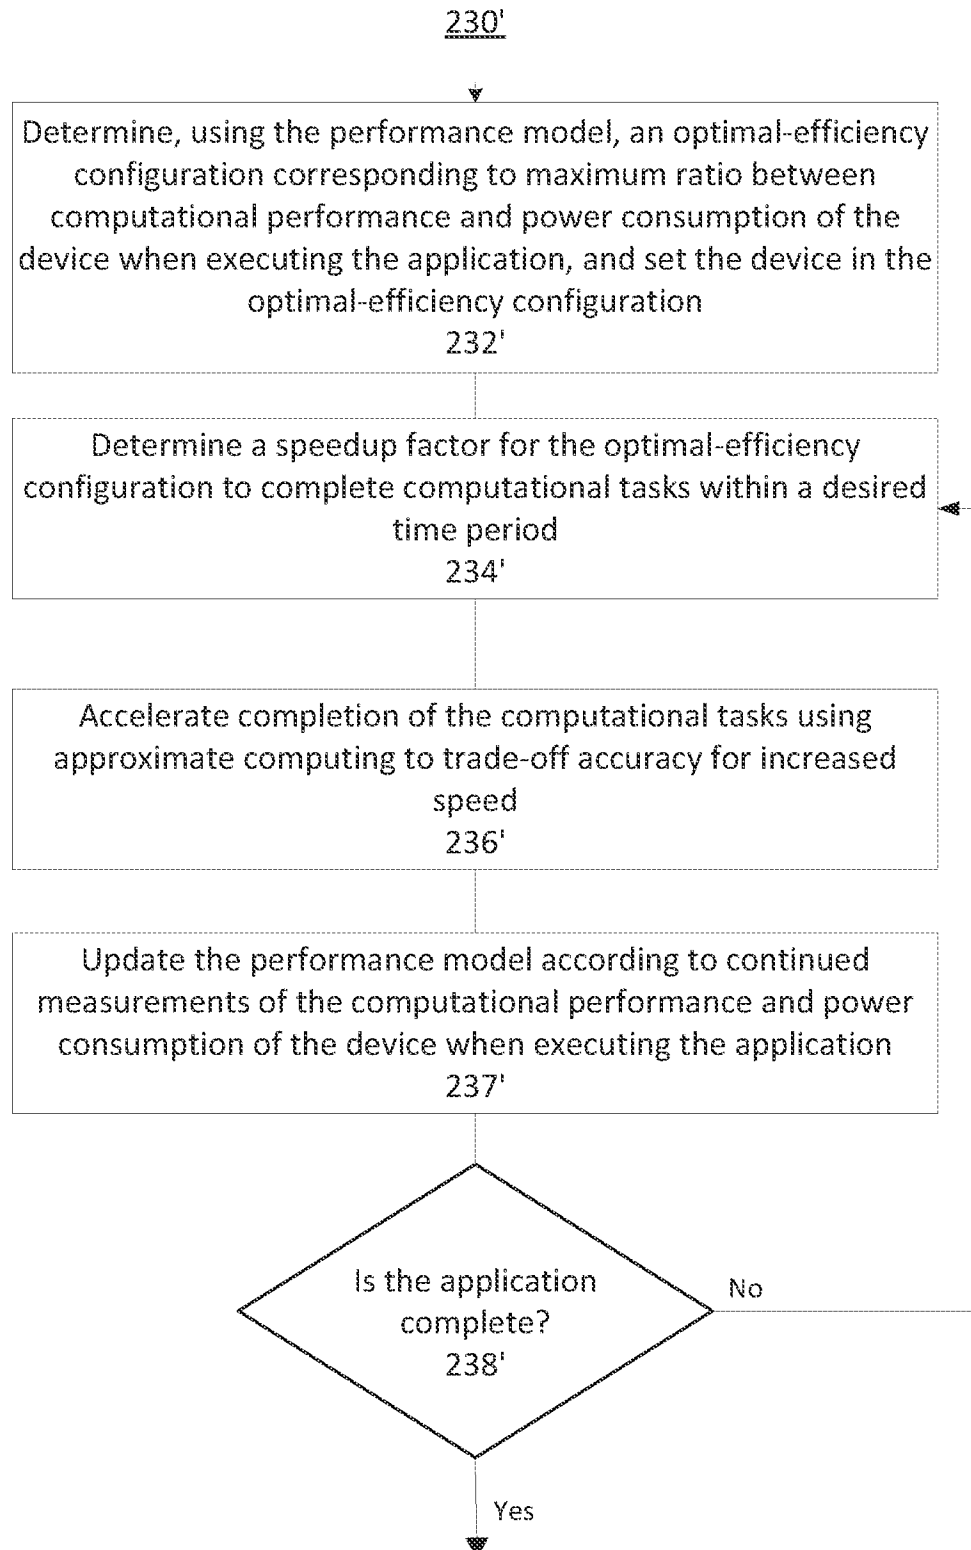 230'
Determine, using the performance model, an optimal-efficiency
configuration corresponding to maximum ratio between
computational performance and power consumption of the
device when executing the application, and set the device in the
optimal-efficiency configuration
232'
Determine a speedup factor for the optimal-efficiency
configuration to complete computational tasks within a desired
time period
234'
Accelerate completion of the computational tasks using
approximate computing to trade-off accuracy for increased
speed
236'
Update the performance model according to continued
measurements of the computational performance and power
consumption of the device when executing the application
237'
Is the application
complete?
238'
No
Yes